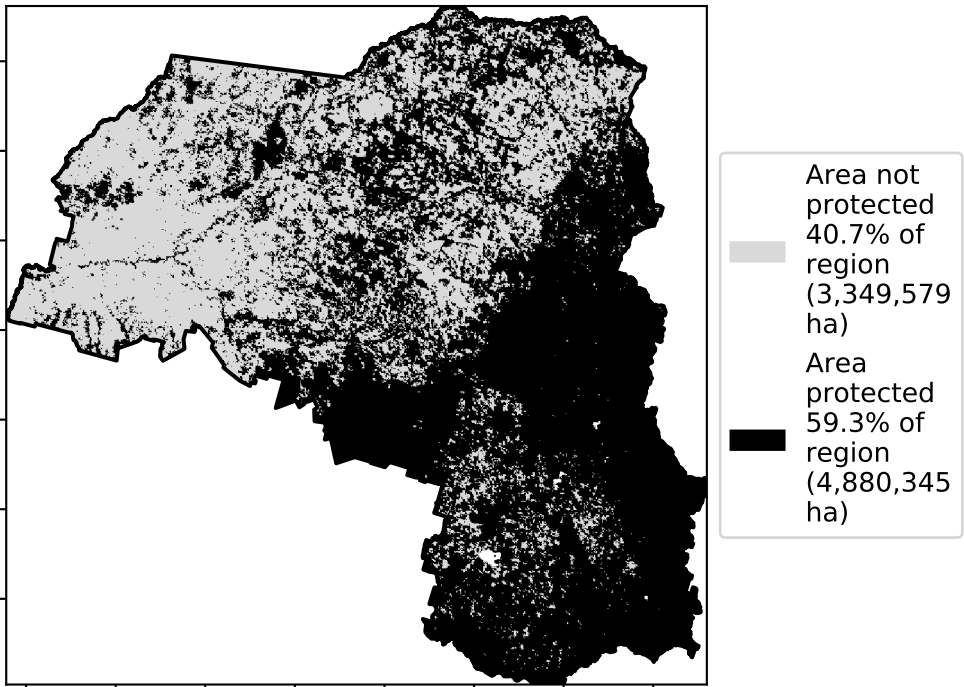 Area not
protected
40.7% of
region
(3,349,579
ha)
Area
protected
59.3% of
region
(4,880,345
ha)